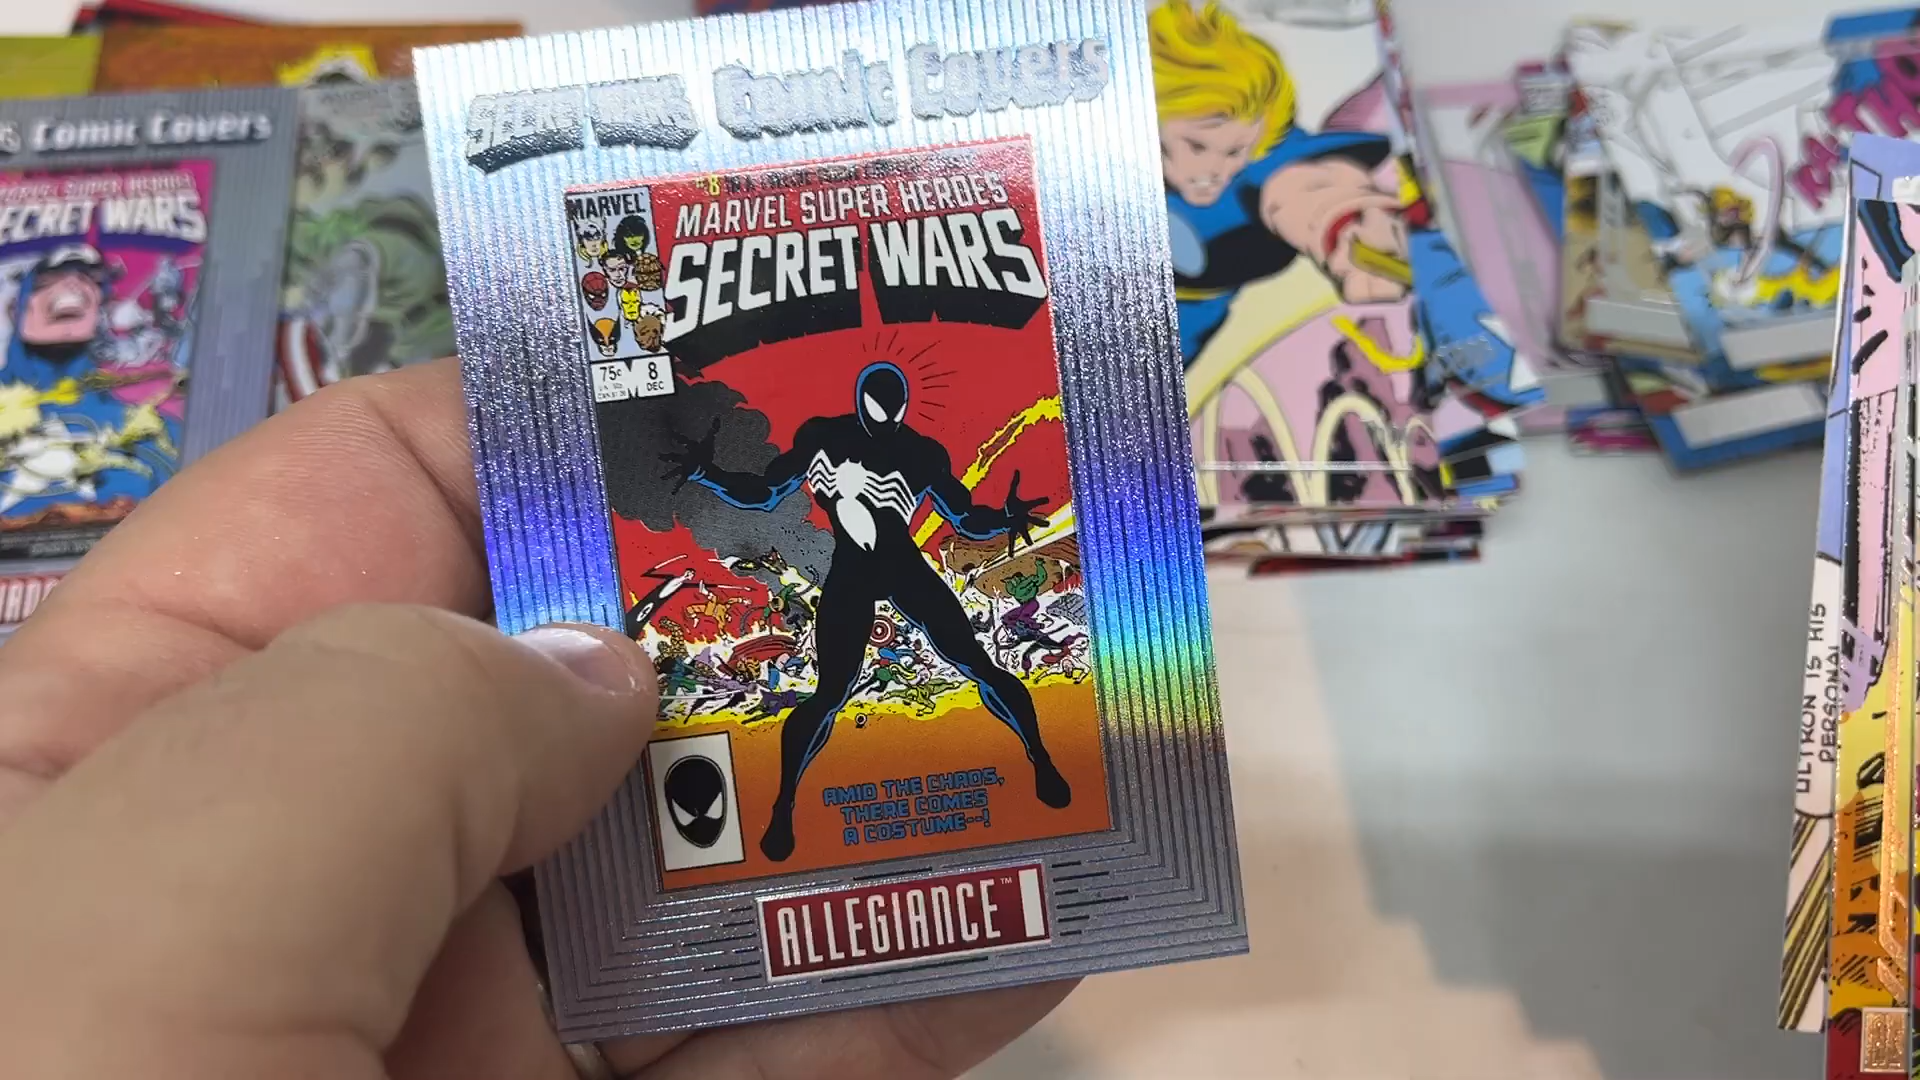 SECRET WARS Comic Covers
#8
MARVEL
MARVEL SUPER HEROES
SECRET WARS
75¢
8
DEC
AMID THE CHAOS,
THERE COMES
A COSTUME--!
ALLEGIANCE™
Comic Covers
MARVEL SUPER HEROES
SECRET WARS
ULTRON IS HIS
PERSONAL